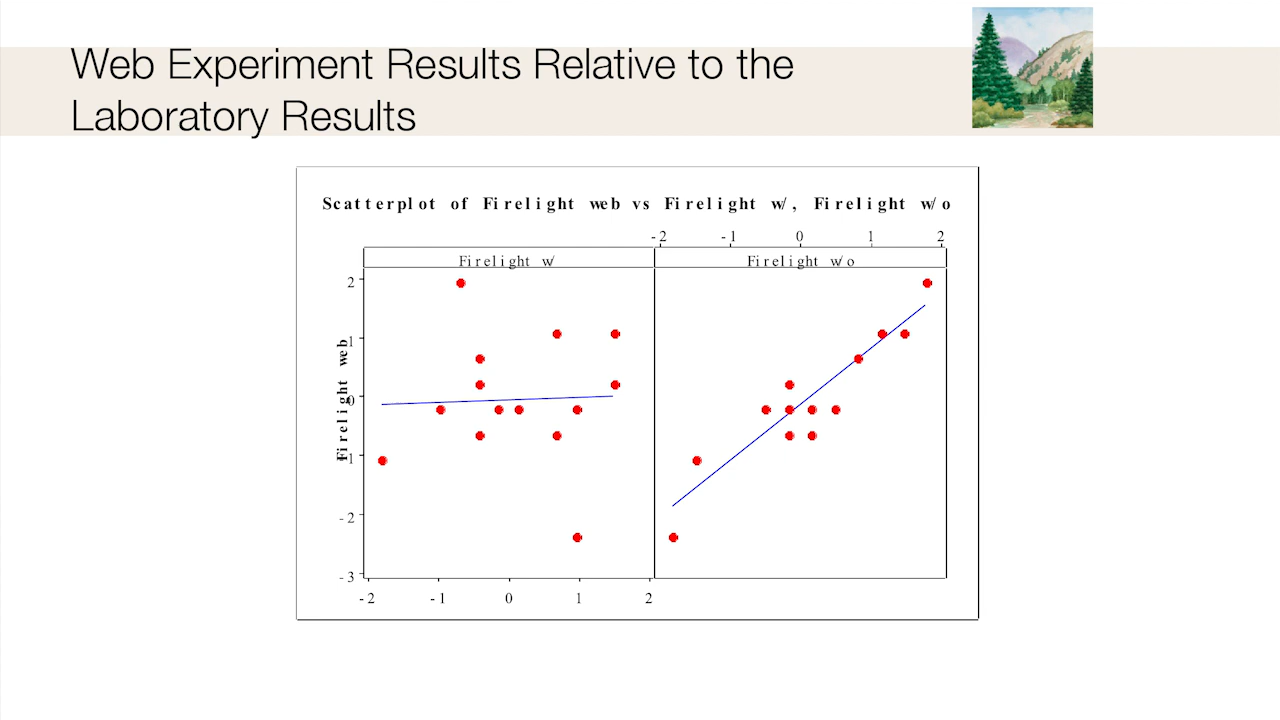 Web Experiment Results Relative to the
Laboratory Results
Scatterplot of Firelight web vs Firelight w/, Firelight w/o
-2 -1 0 1 2
Firelight w/ Firelight w/o
2
1
0
-1
-2
-3
Firelight web
-2 -1 0 1 2